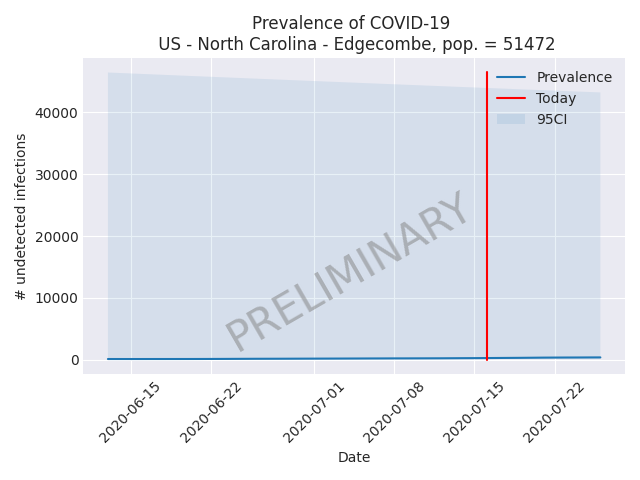 Prevalence of COVID-19
US - North Carolina - Edgecombe, pop. = 51472
Prevalence
Today
95CI
# undetected infections
40000
30000
20000
10000
0
PRELIMINARY
2020-06-15
2020-06-22
2020-07-01
2020-07-08
2020-07-15
2020-07-22
Date